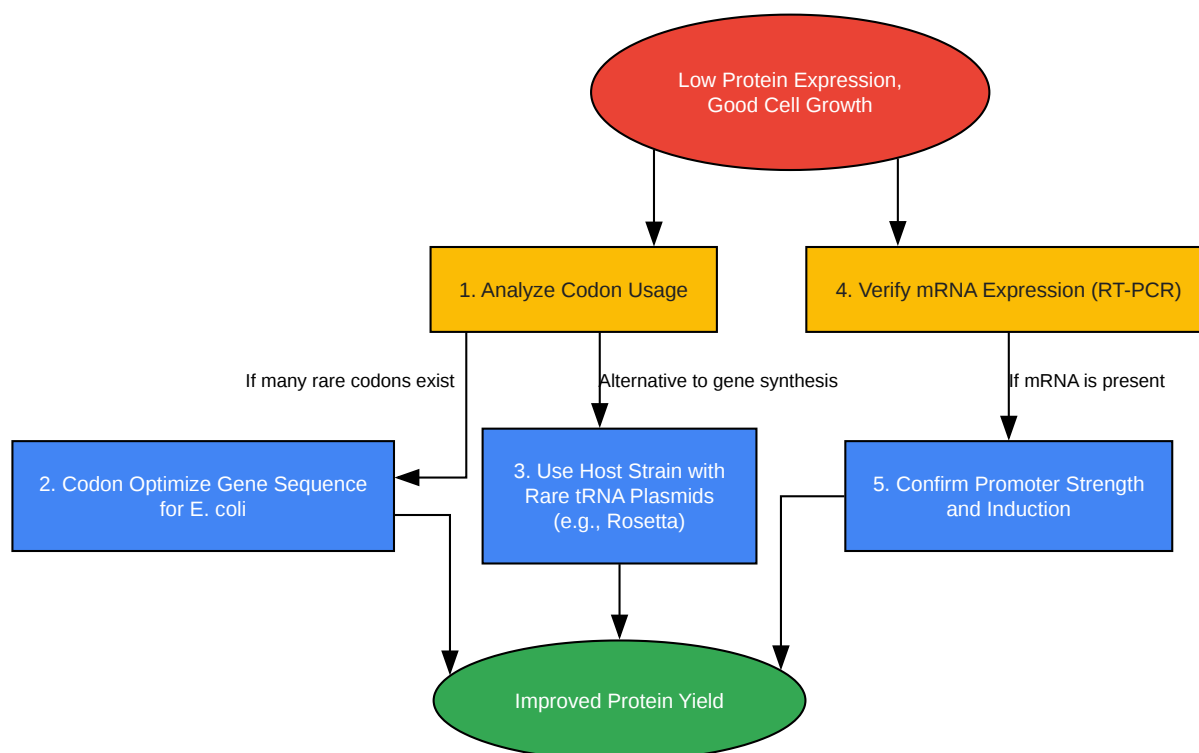 Low Protein Expression,
Good Cell Growth
1. Analyze Codon Usage
4. Verify mRNA Expression (RT-PCR)
If many rare codons exist
Alternative to gene synthesis
If mRNA is present
2. Codon Optimize Gene Sequence
for E. coli
3. Use Host Strain with
Rare tRNA Plasmids
(e.g., Rosetta)
5. Confirm Promoter Strength
and Induction
Improved Protein Yield